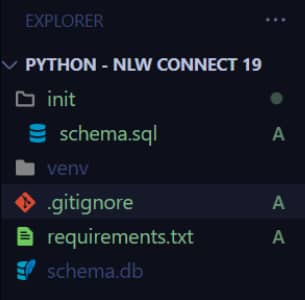 EXPLORER ...
PYTHON - NLW CONNECT 19
init
schema.sql A
venv
.gitignore A
requirements.txt A
schema.db